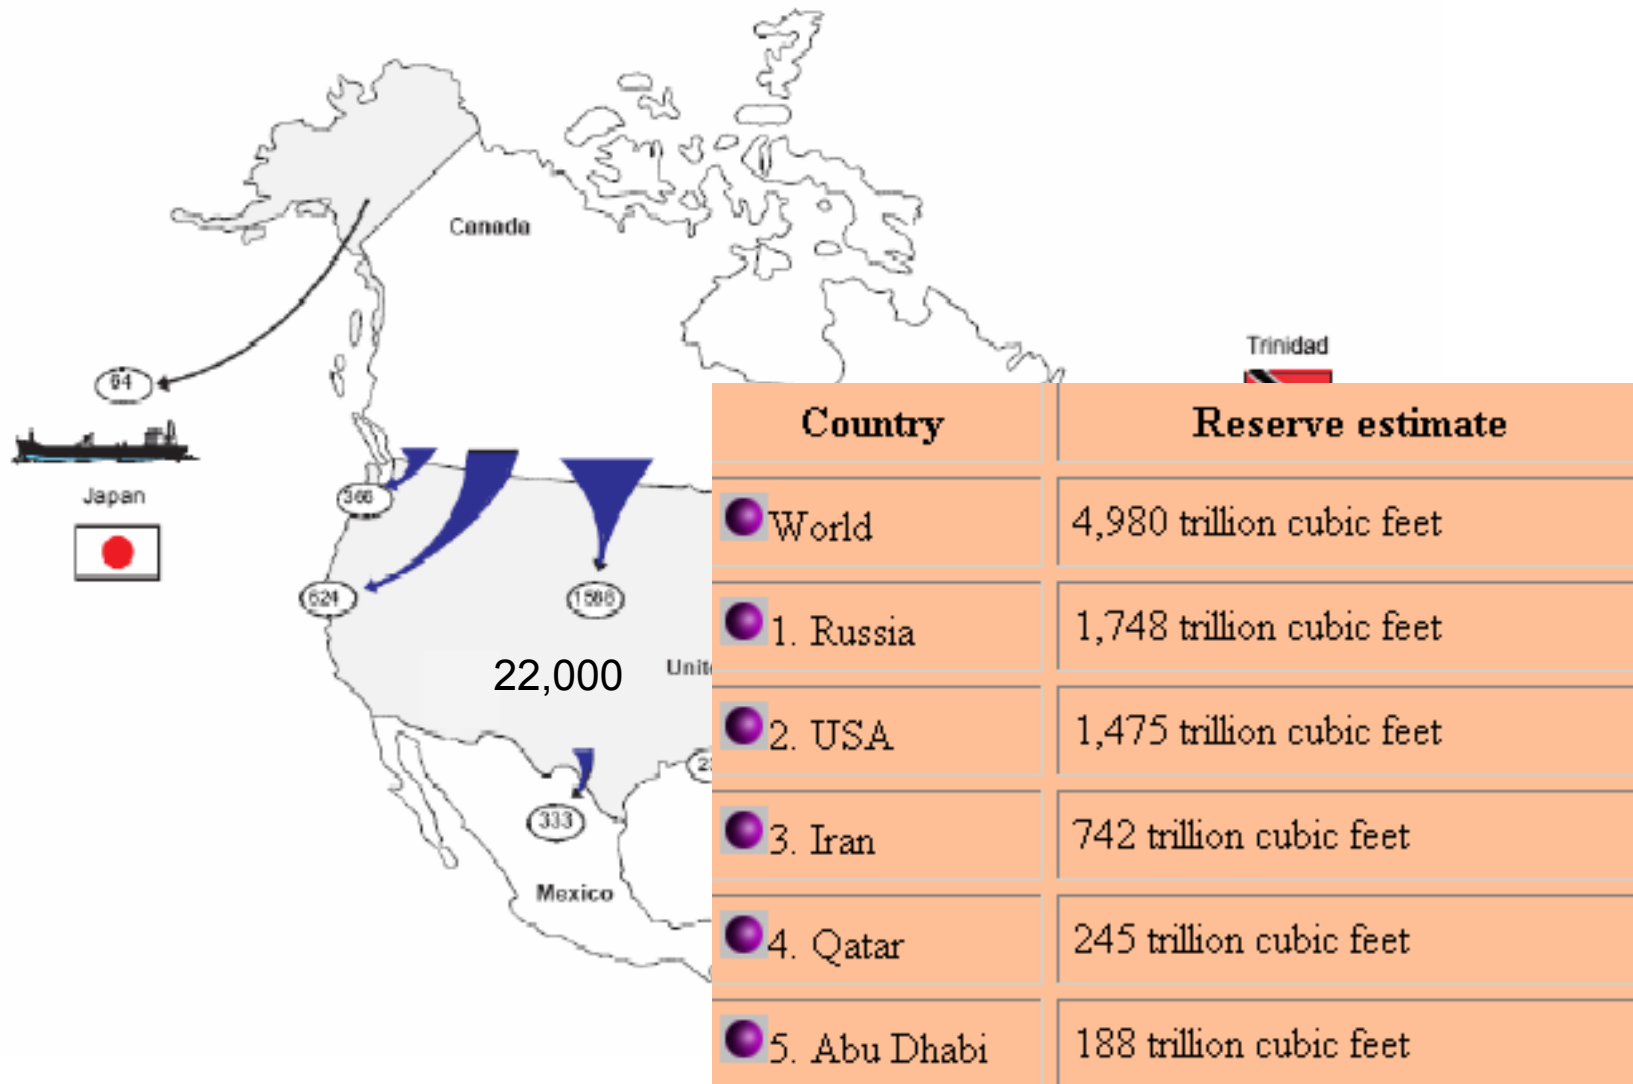 Canada
Trinidad
64
Japan
366
624
22,000
333
Mexico
Country Reserve estimate
World 4,980 trillion cubic feet
1. Russia 1,748 trillion cubic feet
2. USA 1,475 trillion cubic feet
3. Iran 742 trillion cubic feet
4. Qatar 245 trillion cubic feet
5. Abu Dhabi 188 trillion cubic feet